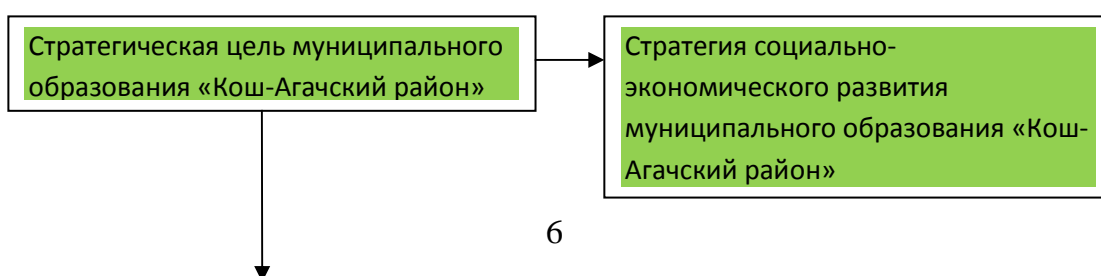 Стратегическая цель муниципального
образования «Кош-Агачский район»
Стратегия социально-
экономического развития
муниципального образования «Кош-
Агачский район»
6